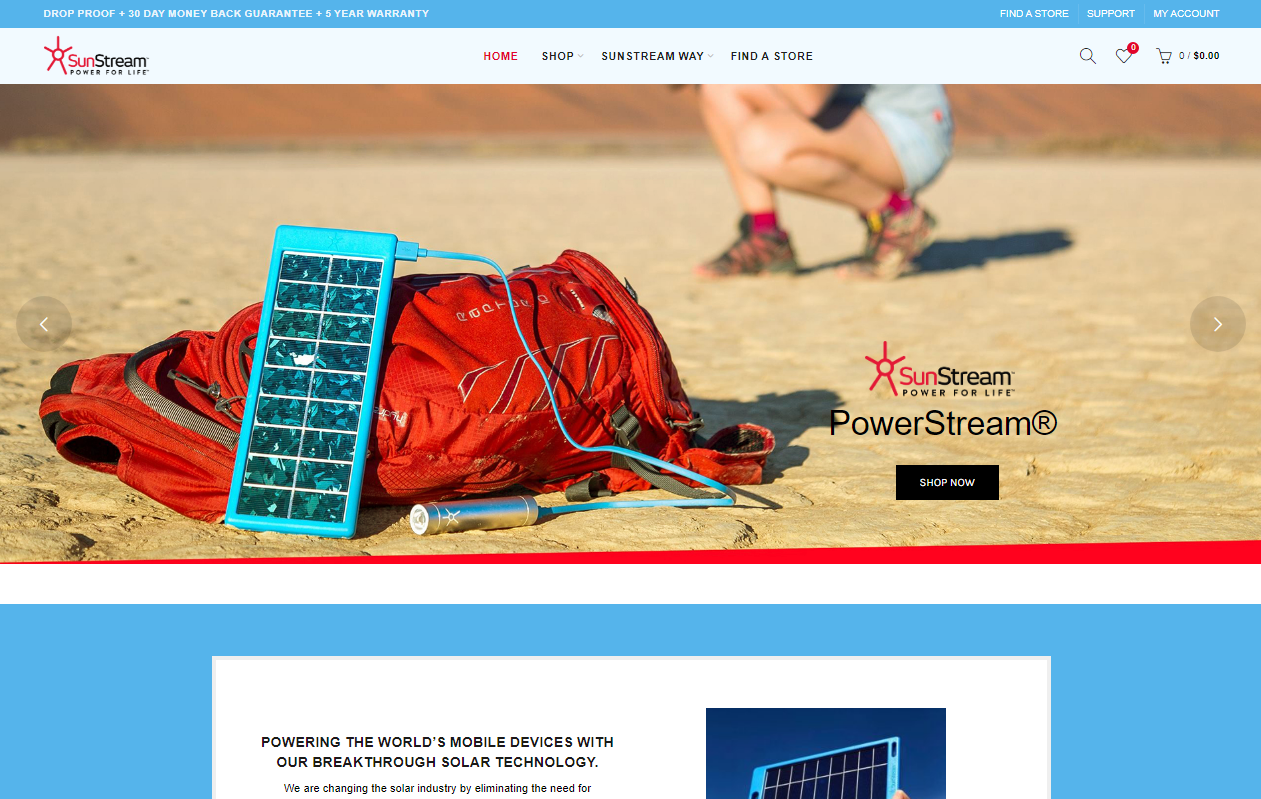 DROP PROOF + 30 DAY MONEY BACK GUARANTEE + 5 YEAR WARRANTY
FIND A STORE
SUPPORT
MY ACCOUNT
SunStream
POWER FOR LIFE™
HOME
SHOP
SUNSTREAM WAY
FIND A STORE
0
0 / $0.00
SunStream™
POWER FOR LIFE™
PowerStream®
SHOP NOW
POWERING THE WORLD'S MOBILE DEVICES WITH
OUR BREAKTHROUGH SOLAR TECHNOLOGY.
We are changing the solar industry by eliminating the need for